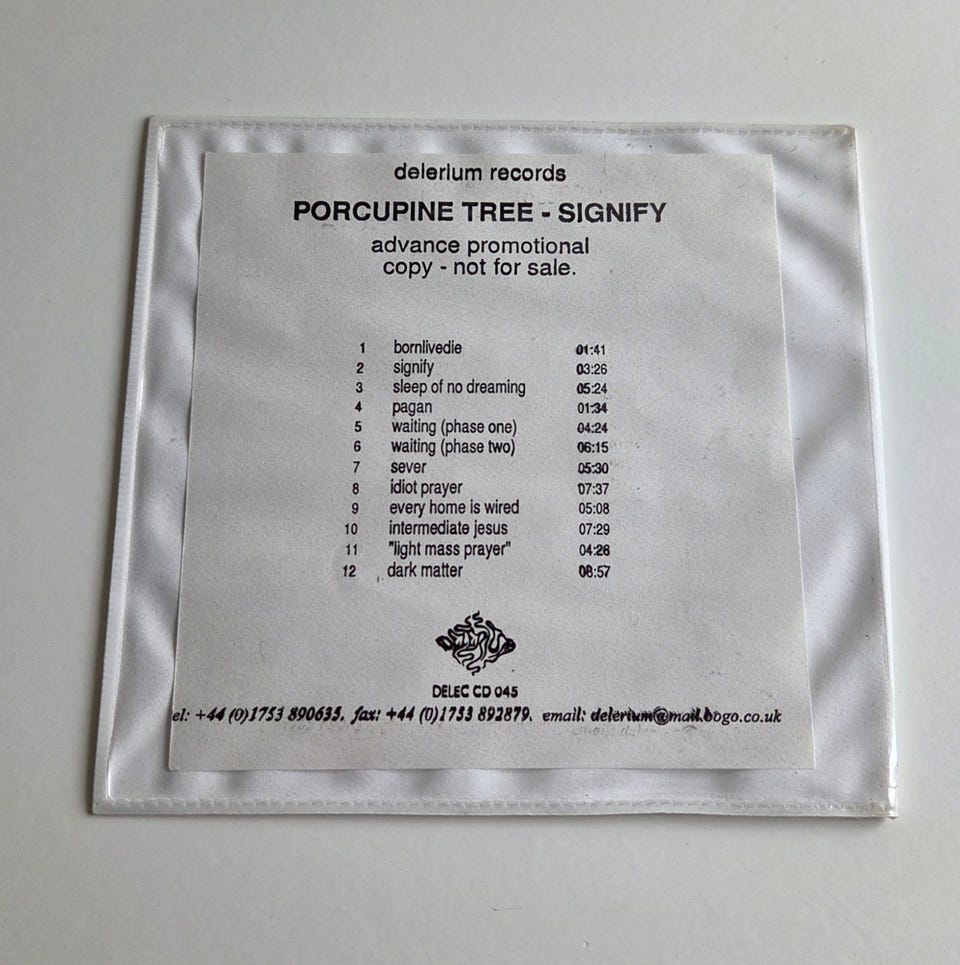 delerium records
PORCUPINE TREE - SIGNIFY
advance promotional
copy - not for sale.
1 bornlivedie 01:41
2 signify 03:26
3 sleep of no dreaming 05:24
4 pagan 01:34
5 waiting (phase one) 04:24
6 waiting (phase two) 06:15
7 sever 05:30
8 idiot prayer 07:37
9 every home is wired 05:08
10 intermediate jesus 07:29
11 "light mass prayer" 04:28
12 dark matter 08:57
DELERIUM
DELEC CD 045
el: +44 (0)1753 890635. fax: +44 (0)1753 892879. email: delerium@mail.bogo.co.uk